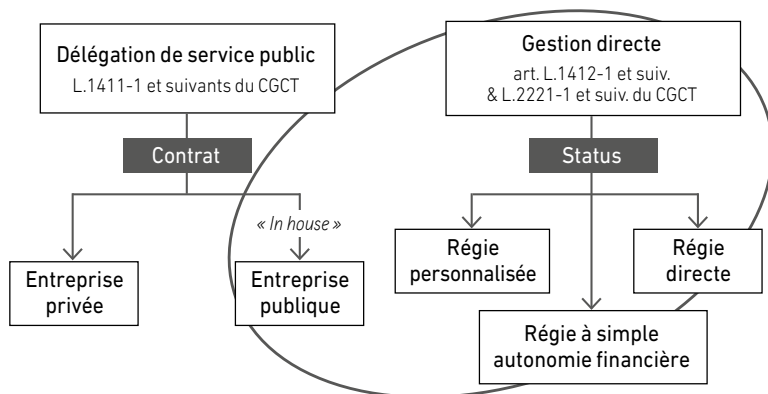 Délégation de service public
L.1411-1 et suivants du CGCT
Gestion directe
art. L.1412-1 et suiv.
& L.2221-1 et suiv. du CGCT
Contrat
Status
« In house »
Entreprise
privée
Entreprise
publique
Régie
personnalisée
Régie
directe
Régie à simple
autonomie financière